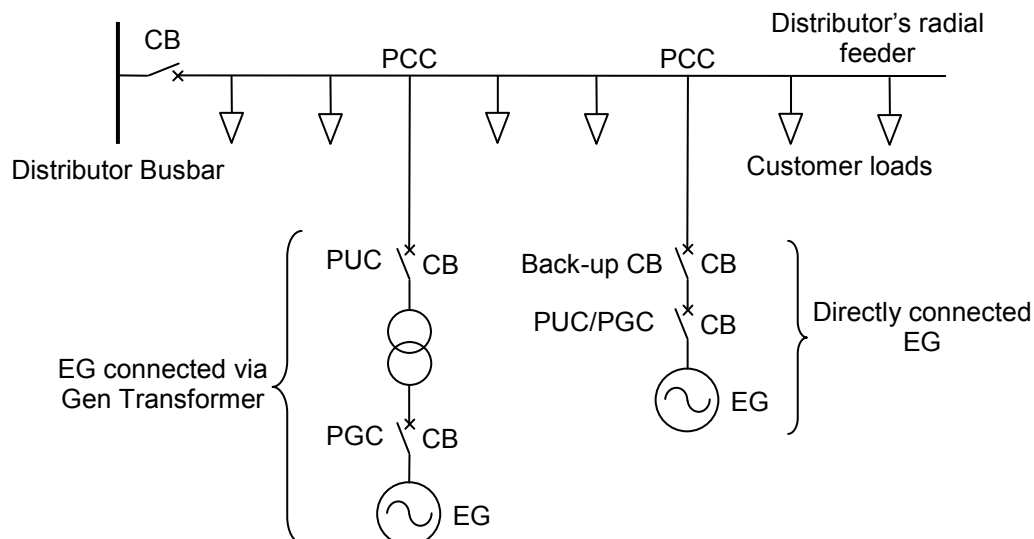 CB
PCC
PCC
Distributor's radial
feeder
Distributor Busbar
Customer loads
PUC
CB
Back-up CB
CB
PUC/PGC
CB
Directly connected
EG
EG connected via
Gen Transformer
EG
PGC
CB
EG